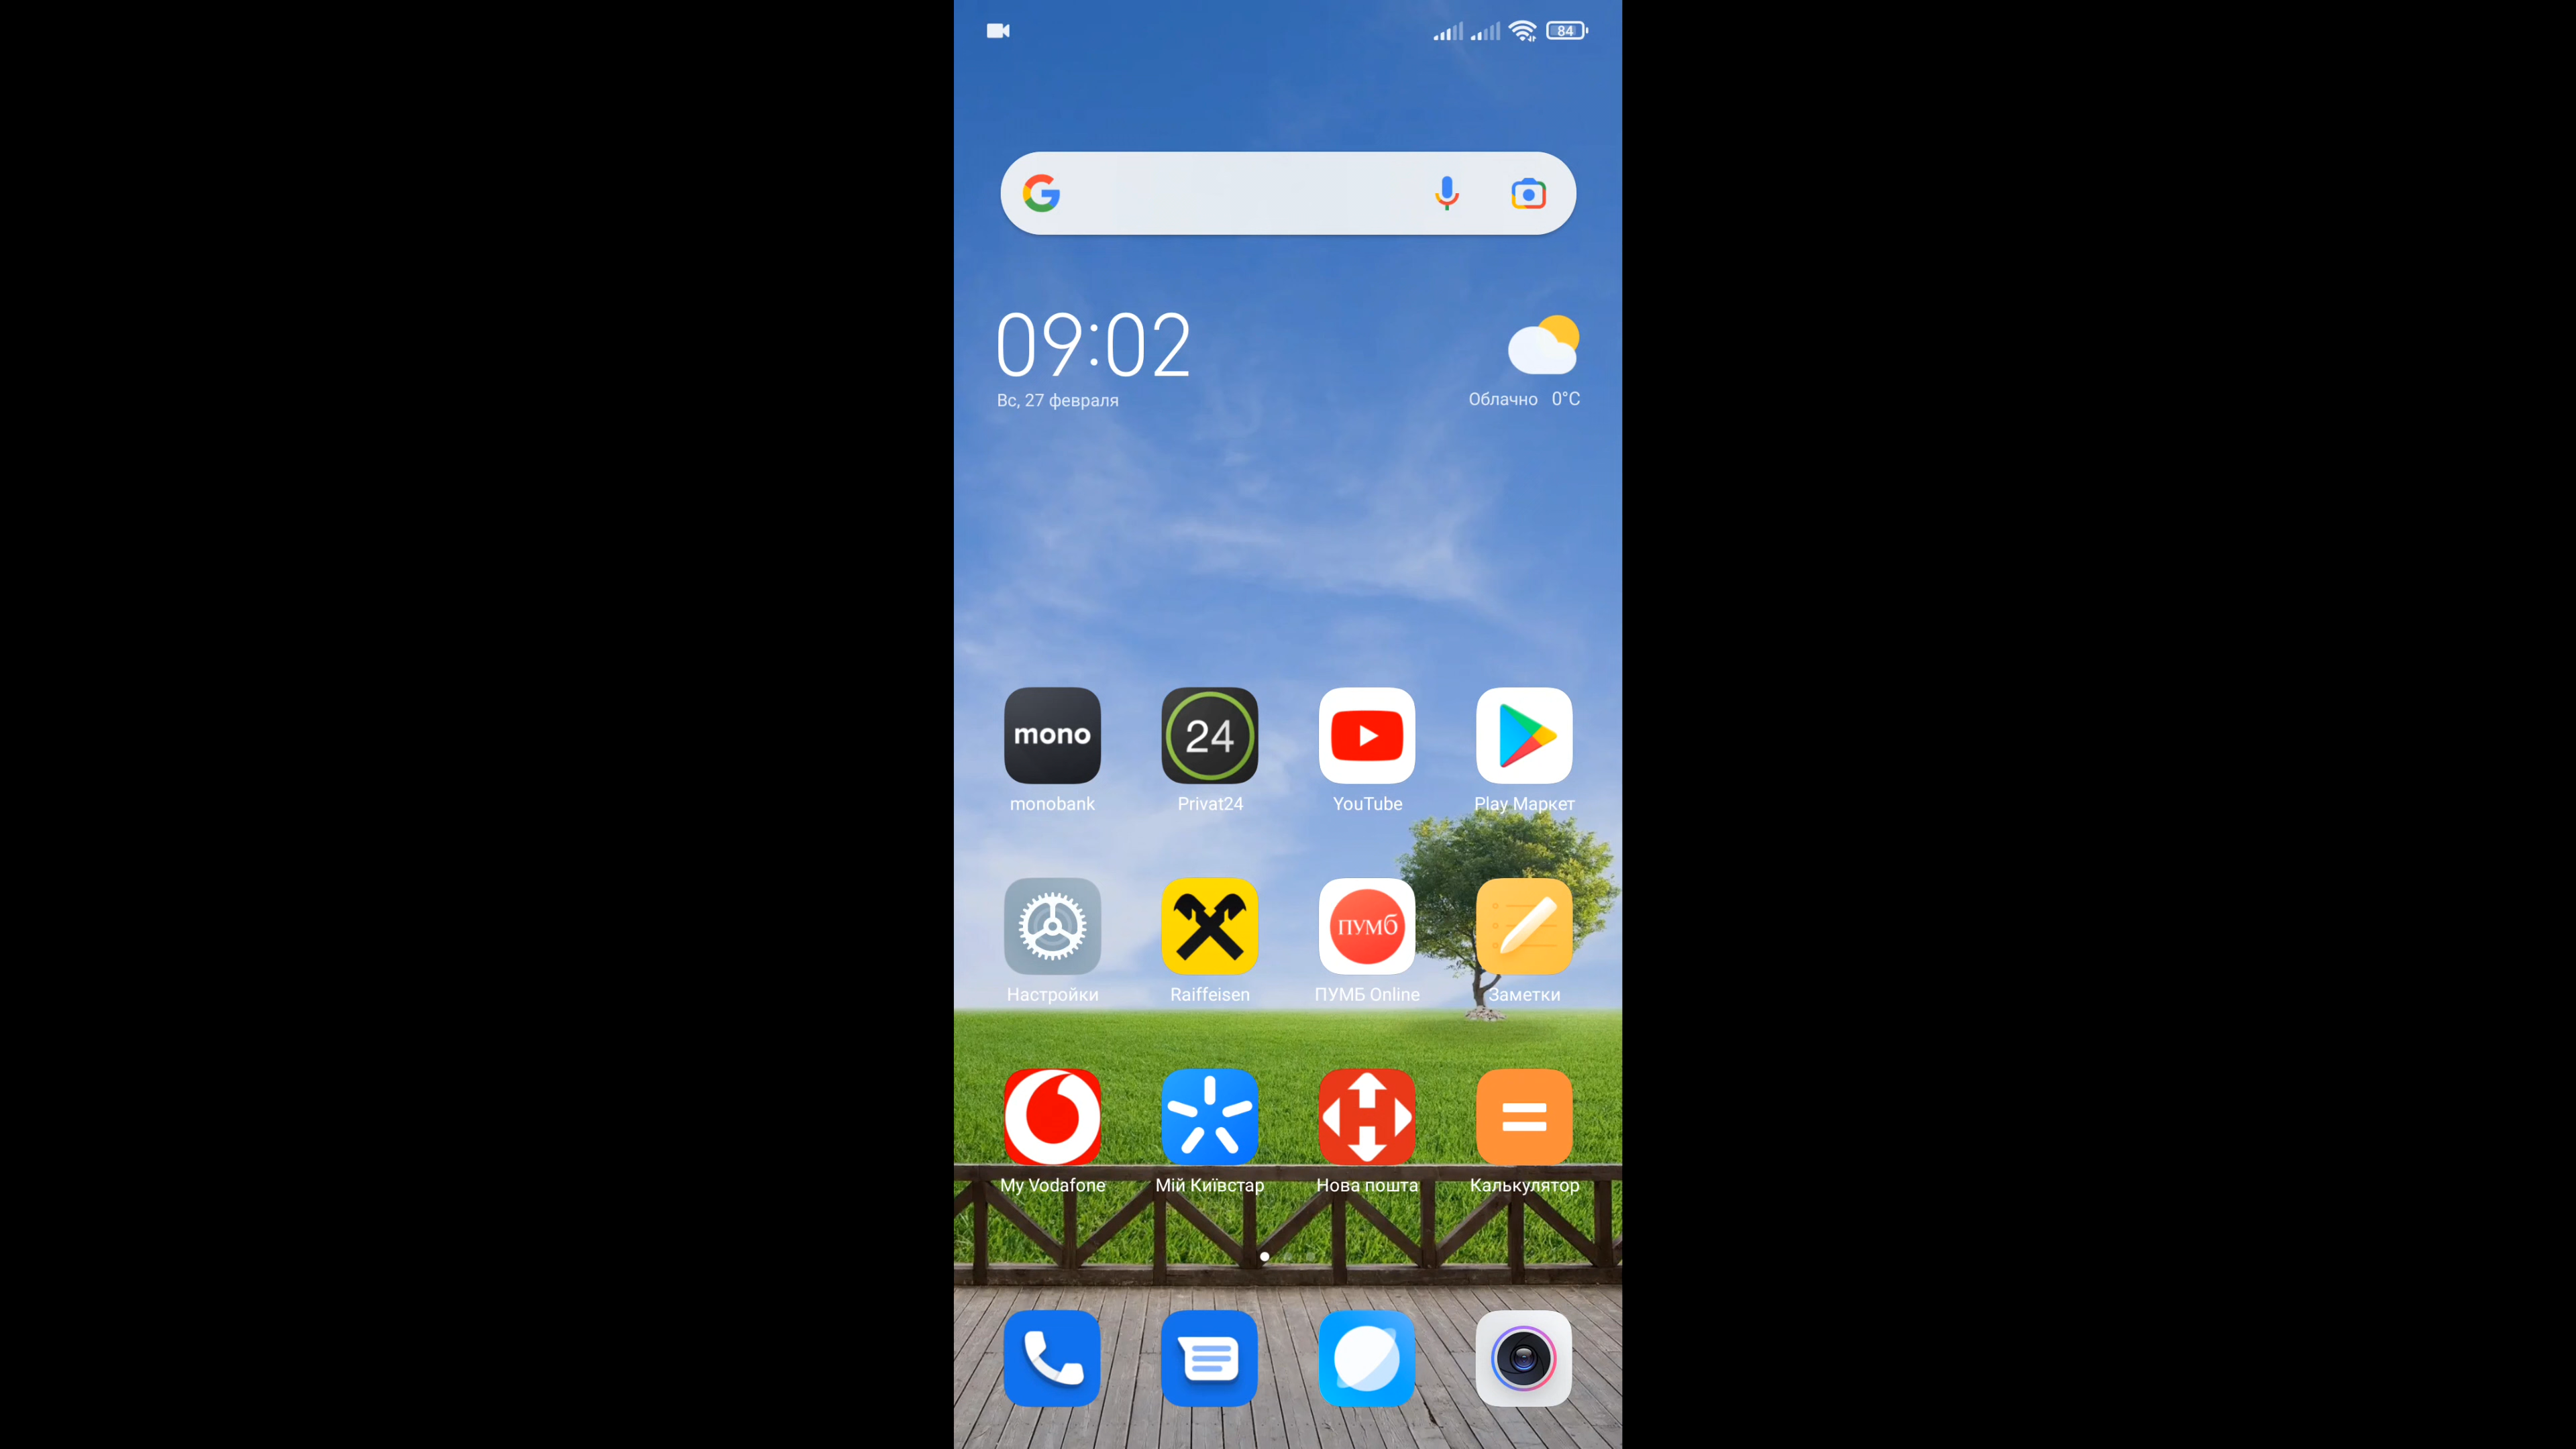 84
09:02
Вс, 27 февраля
Облачно 0°C
mono
24
monobank Privat24 YouTube Play Маркет
ПУМБ
Настройки Raiffeisen ПУМБ Online Заметки
My Vodafone Мій Київстар Нова пошта Калькулятор